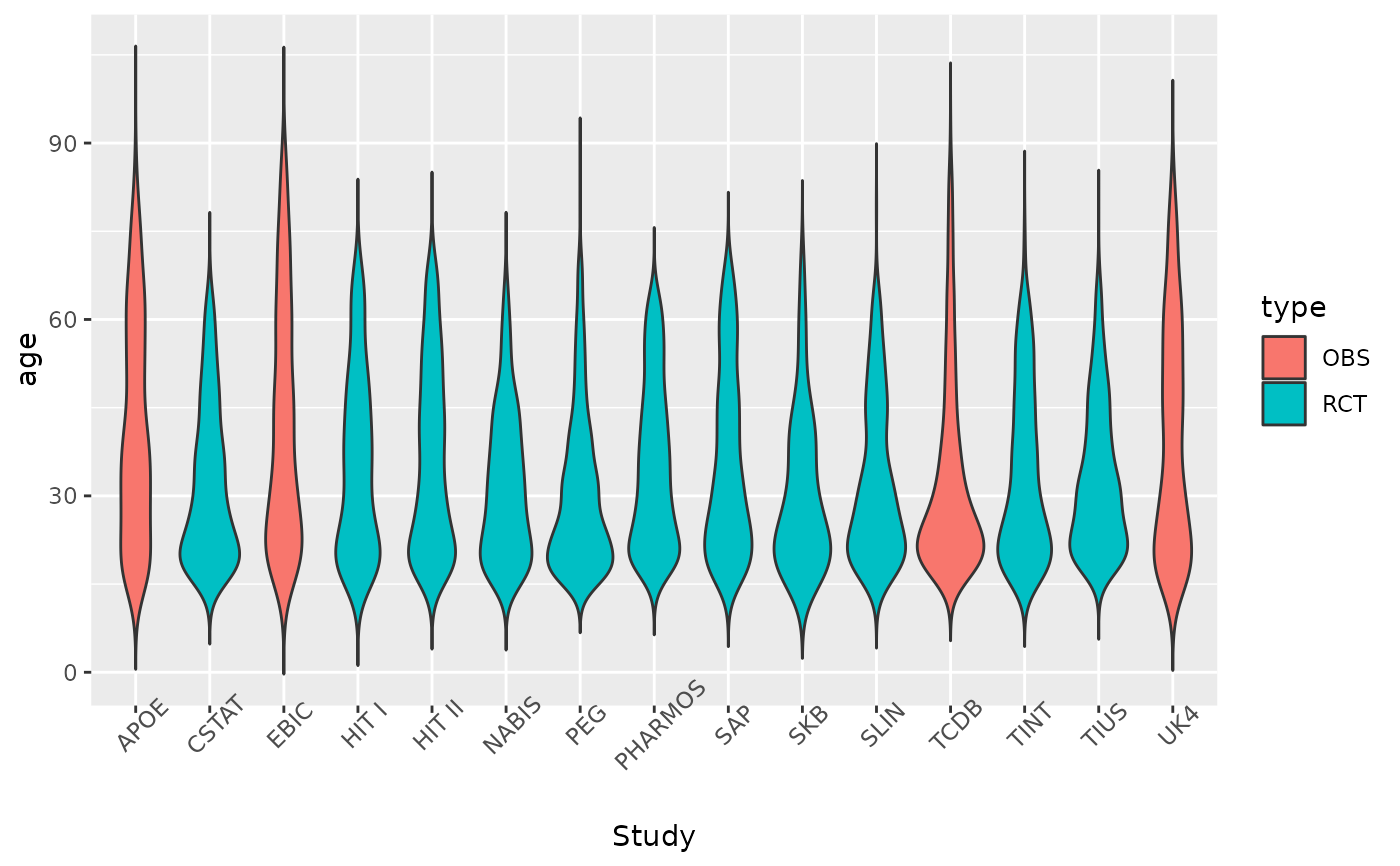 90
60
30
0
age
APOE
CSTAT
EBIC
HIT I
HIT II
NABIS
PEG
PHARMOS
SAP
SKB
SLIN
TCDB
TINT
TIUS
UK4
Study
type
OBS
RCT